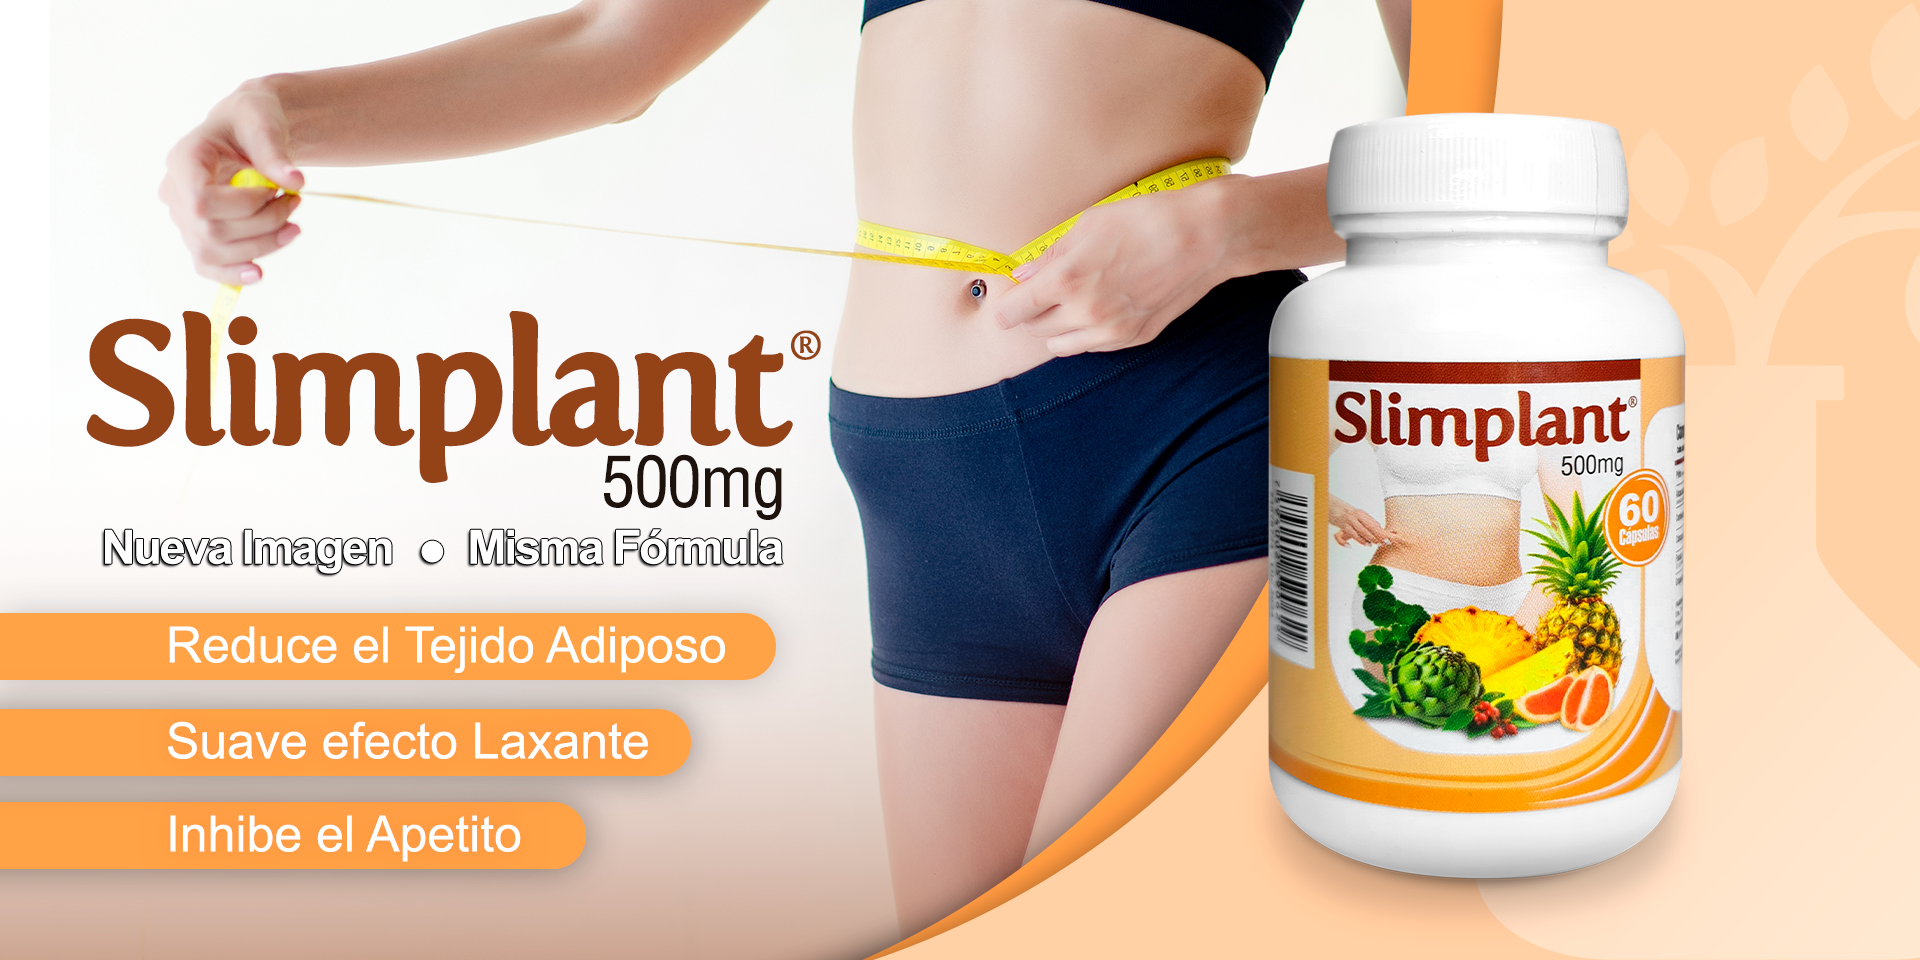 Slimplant®
500mg
Nueva Imagen • Misma Fórmula
Reduce el Tejido Adiposo
Suave efecto Laxante
Inhibe el Apetito
Slimplant®
500mg
60
Cápsulas